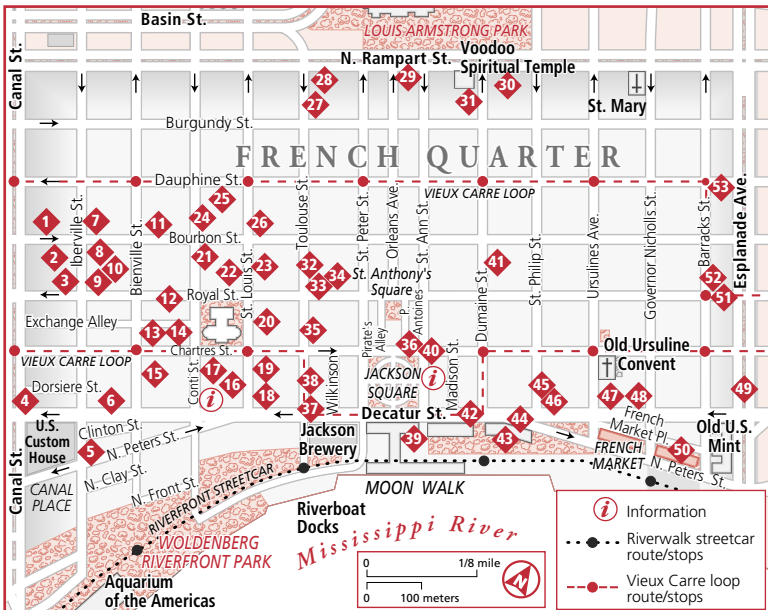 Basin St.
LOUIS ARMSTRONG PARK
Canal St.
N. Rampart St.
Voodoo
Spiritual Temple
28
29
30
27
31
St. Mary
Burgundy St.
FRENCH QUARTER
Dauphine St.
VIEUX CARRE LOOP
53
25
1
7
11
24
26
Toulouse St.
St. Peter St.
Orleans Ave.
St. Ann St.
Iberville St.
Bienville St.
Bourbon St.
St. Louis St.
Dumaine St.
St. Philip St.
Ursulines Ave.
Governor Nicholls St.
Barracks St.
Esplanade Ave.
2
8
10
21
22
23
32
34
41
52
3
9
33
St. Anthony's
Square
51
12
Royal St.
Exchange Alley
13
14
20
35
Pirate's
Alley
P.
Antoines
36
40
Madison St.
Chartres St.
VIEUX CARRE LOOP
Old Ursuline
Convent
15
Conti St.
17
16
19
38
Wilkinson
JACKSON
SQUARE
i
45
46
47
48
49
4
Dorsiere St.
6
i
18
37
Decatur St.
42
44
French
Market Pl.
U.S.
Custom
House
Clinton St.
N. Peters St.
5
Jackson
Brewery
39
43
FRENCH
MARKET
50
N. Peters St.
Old U.S.
Mint
Canal St.
CANAL
PLACE
N. Clay St.
N. Front St.
RIVERFRONT STREETCAR
MOON WALK
Riverboat
Docks
WOLDENBERG
RIVERFRONT PARK
Mississippi River
Aquarium
of the Americas
0
1/8 mile
0
100 meters
N
i Information
Riverwalk streetcar
route/stops
Vieux Carre loop
route/stops